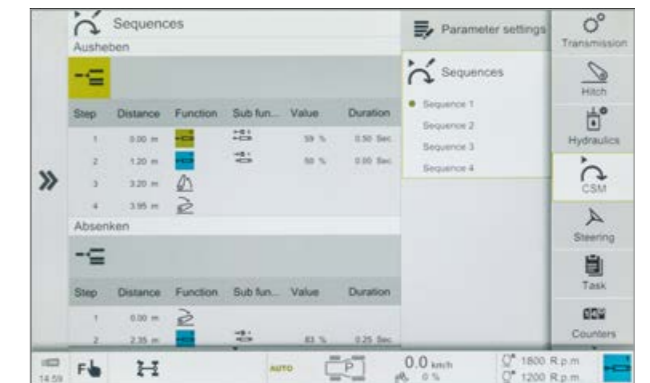 Sequences
Ausheben
Step Distance Function Sub fun... Value Duration
1 0.00 m 59 % 0.50 Sec.
2 1.20 m 50 % 0.00 Sec.
3 3.20 m
4 3.95 m
Absenken
Step Distance Function Sub fun... Value Duration
1 0.00 m
2 2.35 m 83 % 0.25 Sec.
Parameter settings
Sequences
Sequence 1
Sequence 2
Sequence 3
Sequence 4
Transmission
Hitch
Hydraulics
CSM
Steering
Task
Counters
14:59 F AUTO P 0.0 km/h 0 % 1800 R.p.m
1200 R.p.m